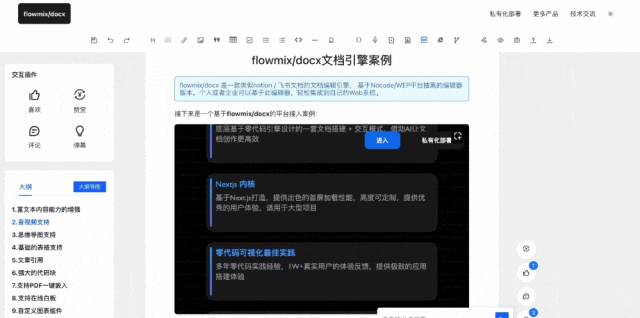 flowmix/docx
私有化部署
更多产品
技术交流
flowmix/docx文档引擎案例
交互插件
喜欢
赞赏
评论
弹幕
flowmix/docx 是一款类似notion / 飞书文档的文档编辑引擎， 基于Nocode/WEP平台抽离的编辑器
版本。个人或者企业可以基于此编辑器，轻松集成到自己的Web系统。
接下来是一个基于flowmix/docx的平台接入案例:
底层基于零代码引擎设计的一套文档搭建 + 交互模式，借助AI让文
档创作更高效
进入
私有化部署
Nextjs 内核
基于Next.js打造，提供出色的首屏加载性能，高度可定制，提供优
秀的用户体验，适用于大型项目
零代码可视化最佳实践
多年零代码实践经验，1W+真实用户的体验反馈，提供极致的应用
搭建体验
大纲
大纲导图
1.富文本内容能力的增强
2.音视频支持
3.思维导图支持
4.基础的表格支持
5.文章引用
6.强大的代码块
7.支持PDF一键嵌入
8.支持在线白板
9.自定义图表组件
1
3